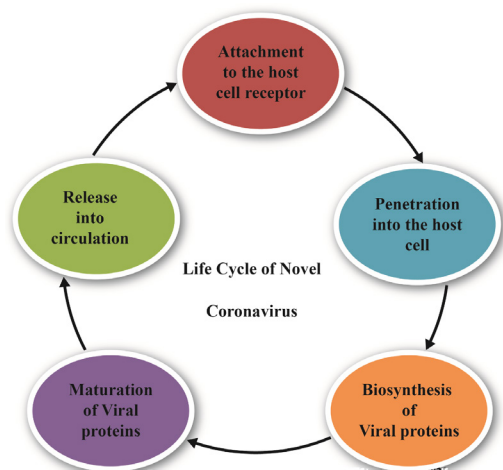 Attachment
to the host
cell receptor
Penetration
into the host
cell
Biosynthesis
of
Viral proteins
Maturation
of Viral
proteins
Release
into
circulation
Life Cycle of Novel
Coronavirus